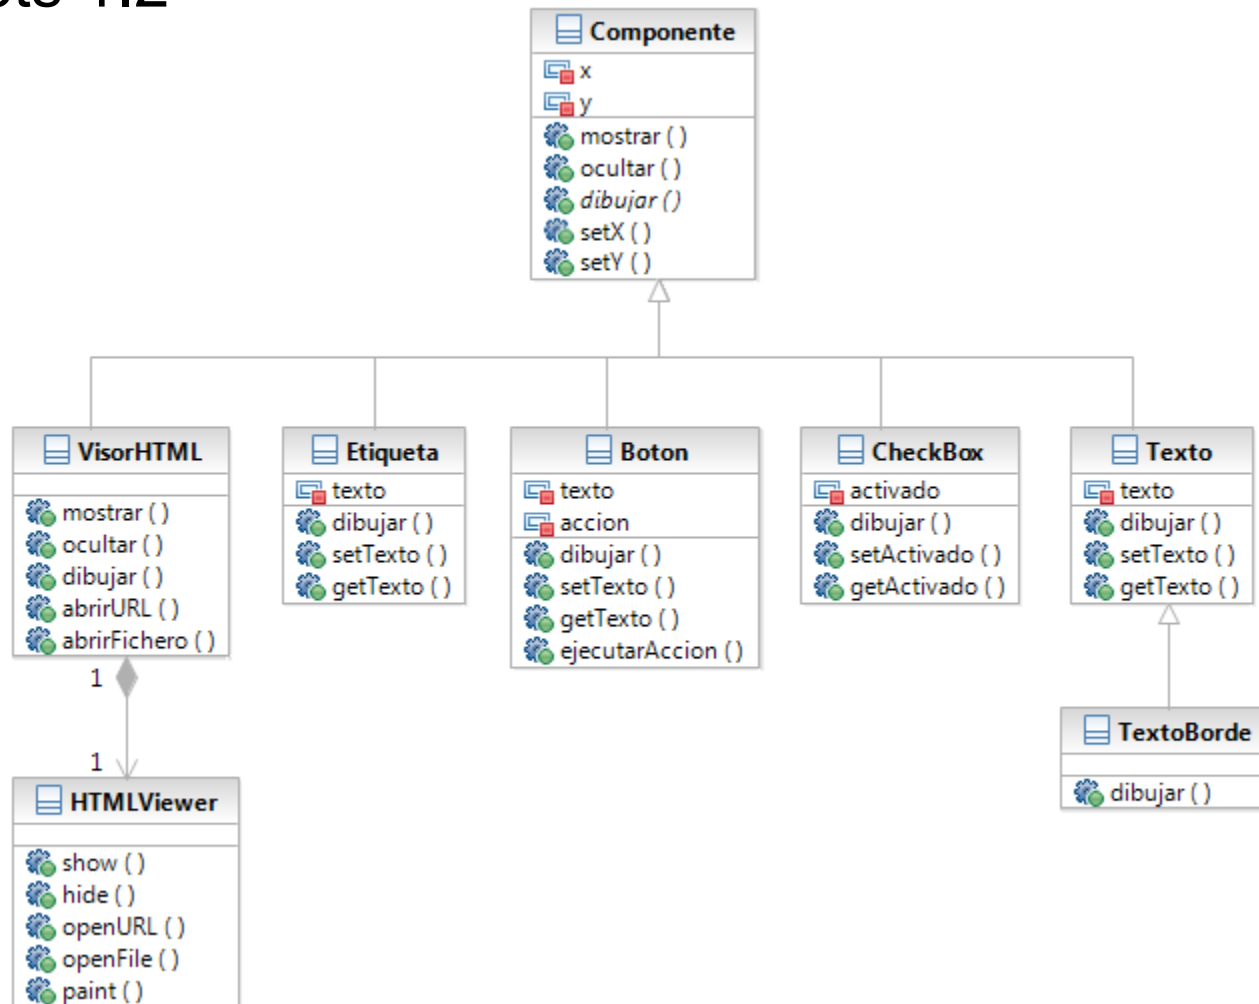 Componente
x
y
mostrar ( )
ocultar ( )
dibujar ( )
setX ( )
setY ( )
VisorHTML
mostrar ( )
ocultar ( )
dibujar ( )
abrirURL ( )
abrirFichero ( )
Etiqueta
texto
dibujar ( )
setTexto ( )
getTexto ( )
Boton
texto
accion
dibujar ( )
setTexto ( )
getTexto ( )
ejecutarAccion ( )
CheckBox
activado
dibujar ( )
setActivado ( )
getActivado ( )
Texto
texto
dibujar ( )
setTexto ( )
getTexto ( )
1
1
HTMLViewer
show ( )
hide ( )
openURL ( )
openFile ( )
paint ( )
TextoBorde
dibujar ( )